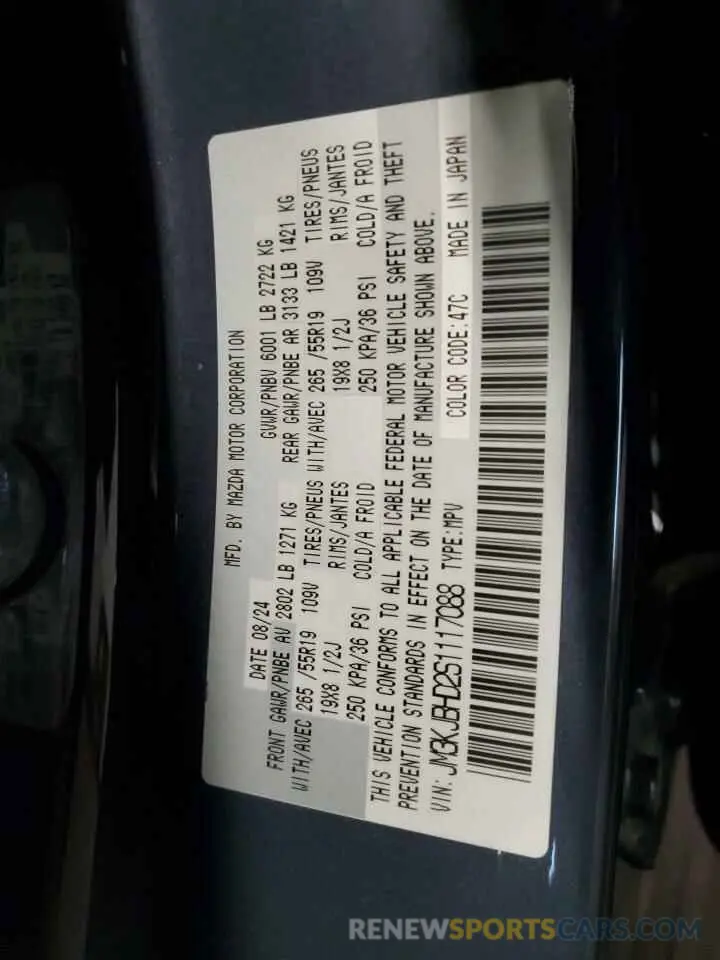 MFD. BY MAZDA MOTOR CORPORATION
DATE 08/24 GVWR/PNBV 6001 LB 2722 KG
FRONT GAWR/PNBE AV 2802 LB 1271 KG REAR GAWR/PNBE AR 3133 LB 1421 KG
WITH/AVEC 265 /55R19 109V TIRES/PNEUS WITH/AVEC 265 /55R19 109V TIRES/PNEUS
19X8 1/2J RIMS/JANTES 19X8 1/2J RIMS/JANTES
250 KPA/36 PSI COLD/A FROID 250 KPA/36 PSI COLD/A FROID
THIS VEHICLE CONFORMS TO ALL APPLICABLE FEDERAL MOTOR VEHICLE SAFETY AND THEFT
PREVENTION STANDARDS IN EFFECT ON THE DATE OF MANUFACTURE SHOWN ABOVE.
VIN: JM3KJBHD2S1117088 TYPE:MPV COLOR CODE:47C MADE IN JAPAN
RENEWSPORTSCARS.COM